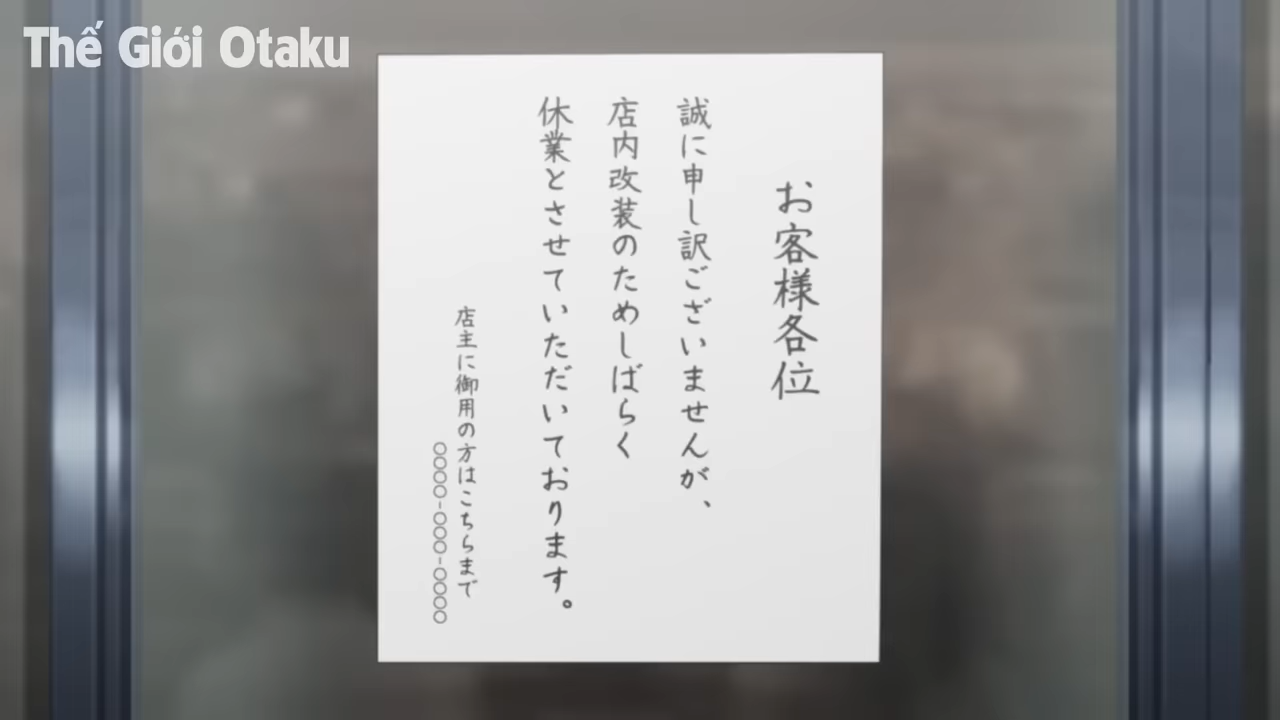 Thế Giới Otaku
お客様各位
誠に申し訳ございませんが、
店内改装のためしばらく
休業とさせていただいております。
店主に御用の方はこちらまで
○○○○-○○○-○○○○